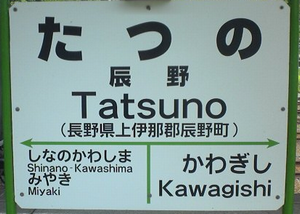 たつの
辰野
Tatsuno
(長野県上伊那郡辰野町)
しなのかわしま
Shinano-Kawashima
みやき
Miyaki
かわぎし
Kawagishi